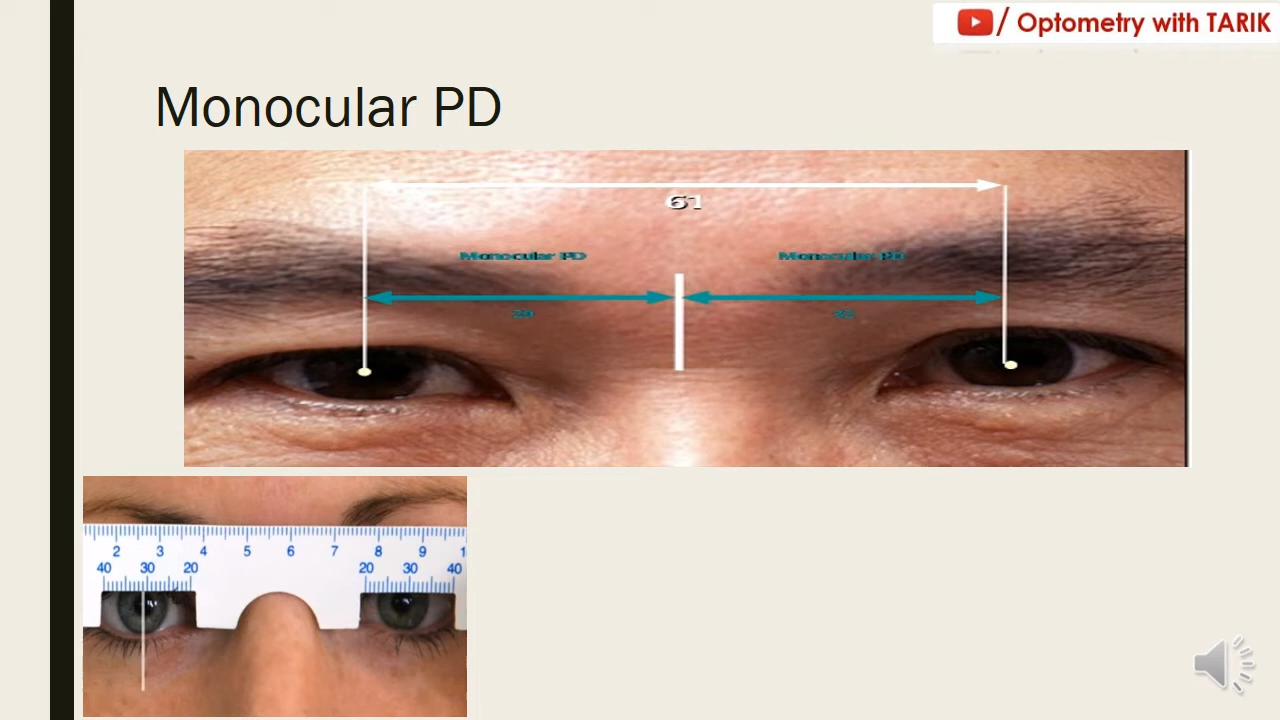 / Optometry with TARIK
Monocular PD
61
Monocular PD Monocular PD
2 3 4 5 6 7 8 9 1
40 30 20 20 30 40